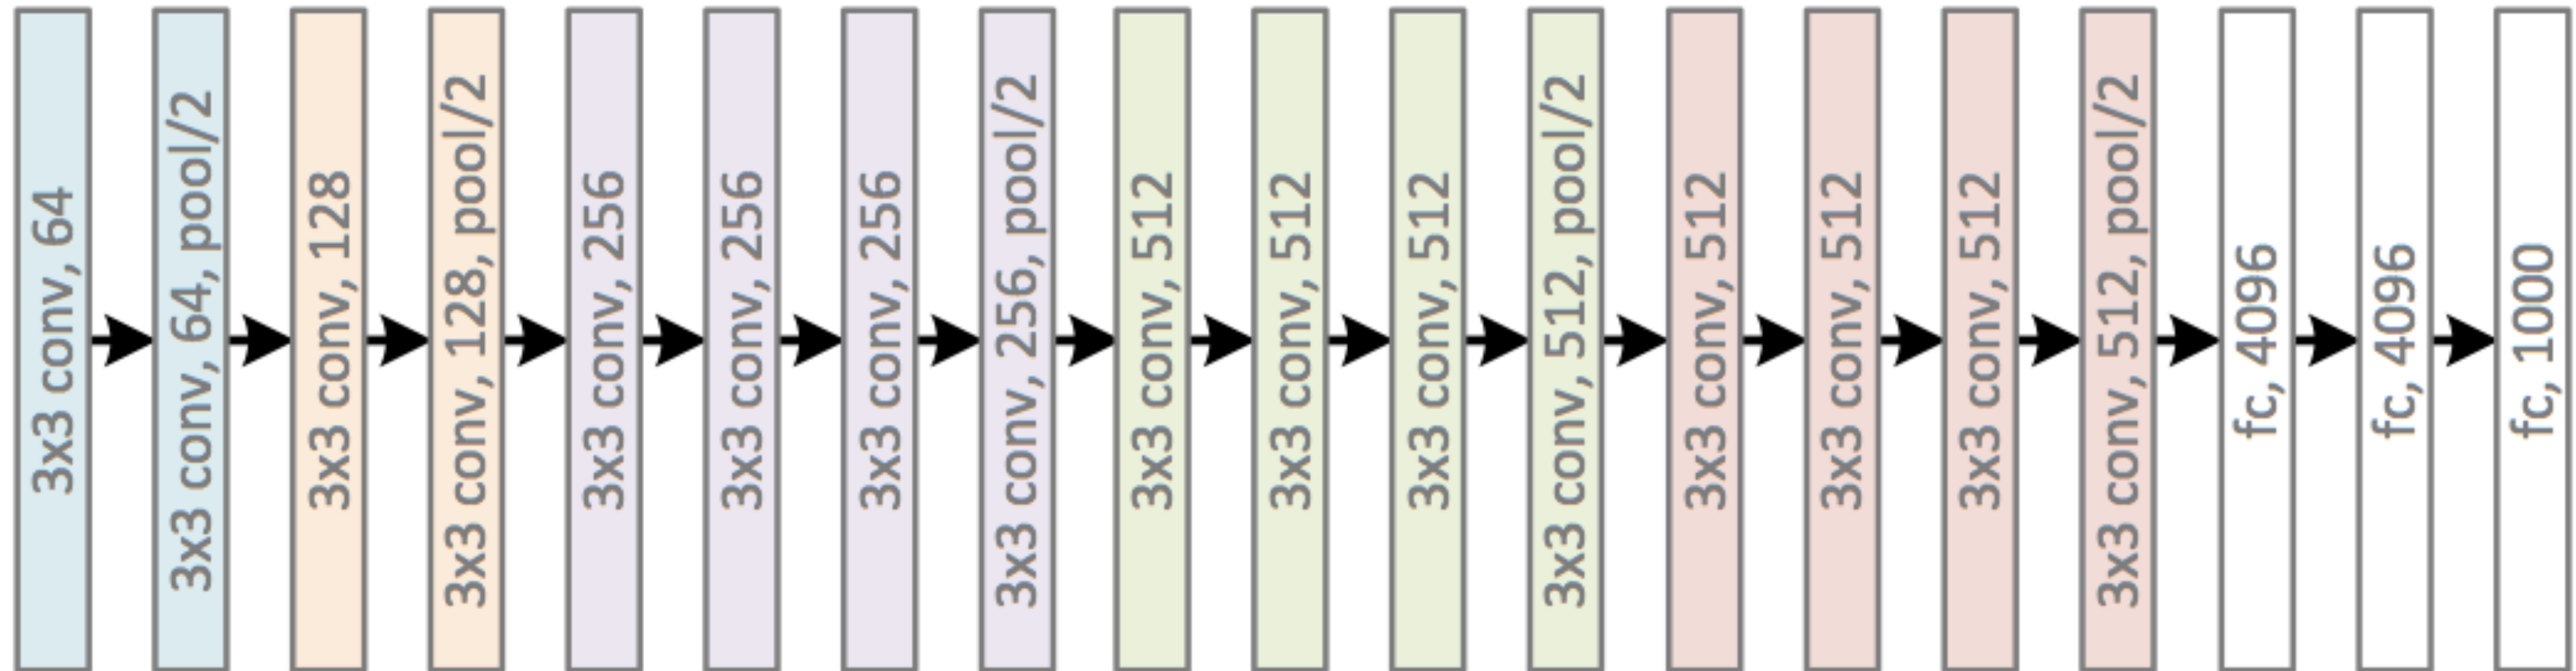 3x3 conv, 64
3x3 conv, 64, pool/2
3x3 conv, 128
3x3 conv, 128, pool/2
3x3 conv, 256
3x3 conv, 256
3x3 conv, 256
3x3 conv, 256, pool/2
3x3 conv, 512
3x3 conv, 512
3x3 conv, 512
3x3 conv, 512, pool/2
3x3 conv, 512
3x3 conv, 512
3x3 conv, 512
3x3 conv, 512, pool/2
fc, 4096
fc, 4096
fc, 1000